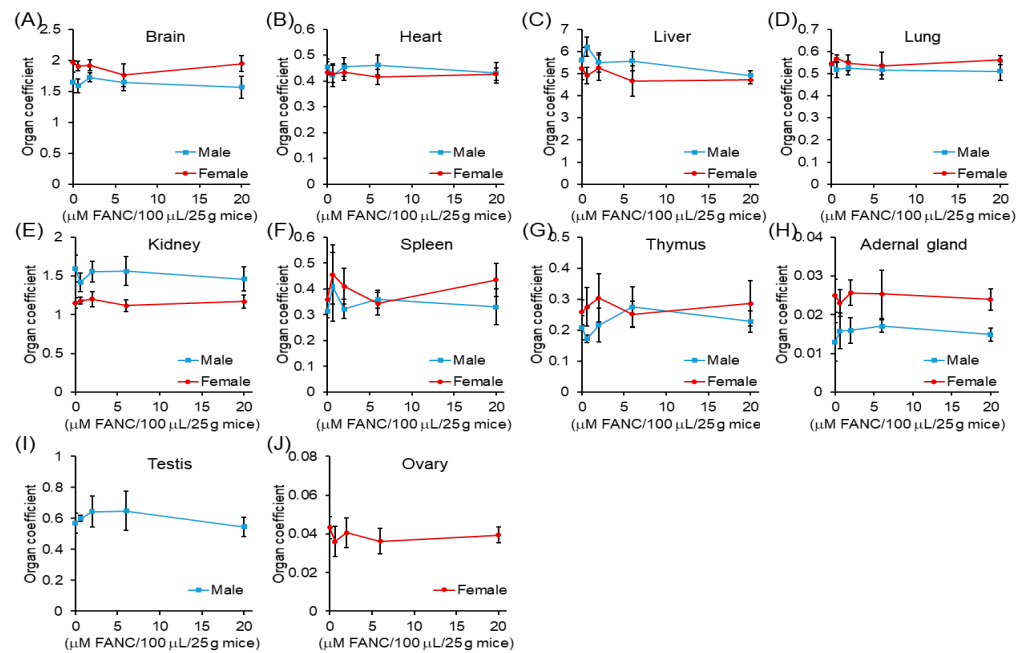 (A) Brain
2.5
2
1.5
1
0.5
0
Organ coefficient
Male
Female
0 5 10 15 20
(μM FANC/100 μL/25g mice)
(B) Heart
0.6
0.5
0.4
0.3
0.2
0.1
0
Organ coefficient
Male
Female
0 5 10 15 20
(μM FANC/100 μL/25g mice)
(C) Liver
7
6
5
4
3
2
1
0
Organ coefficient
Male
Female
0 5 10 15 20
(μM FANC/100 μL/25g mice)
(D) Lung
0.7
0.6
0.5
0.4
0.3
0.2
0.1
0
Organ coefficient
Male
Female
0 5 10 15 20
(μM FANC/100 μL/25g mice)
(E) Kidney
2
1.5
1
0.5
0
Organ coefficient
Male
Female
0 5 10 15 20
(μM FANC/100 μL/25g mice)
(F) Spleen
0.6
0.5
0.4
0.3
0.2
0.1
0
Organ coefficient
Male
Female
0 5 10 15 20
(μM FANC/100 μL/25g mice)
(G) Thymus
0.5
0.4
0.3
0.2
0.1
0
Organ coefficient
Male
Female
0 5 10 15 20
(μM FANC/100 μL/25g mice)
(H) Adernal gland
0.04
0.03
0.02
0.01
0
Organ coefficient
Male
Female
0 5 10 15 20
(μM FANC/100 μL/25g mice)
(I) Testis
1
0.8
0.6
0.4
0.2
0
Organ coefficient
Male
0 5 10 15 20
(μM FANC/100 μL/25g mice)
(J) Ovary
0.08
0.06
0.04
0.02
0
Organ coefficient
Female
0 5 10 15 20
(μM FANC/100 μL/25g mice)